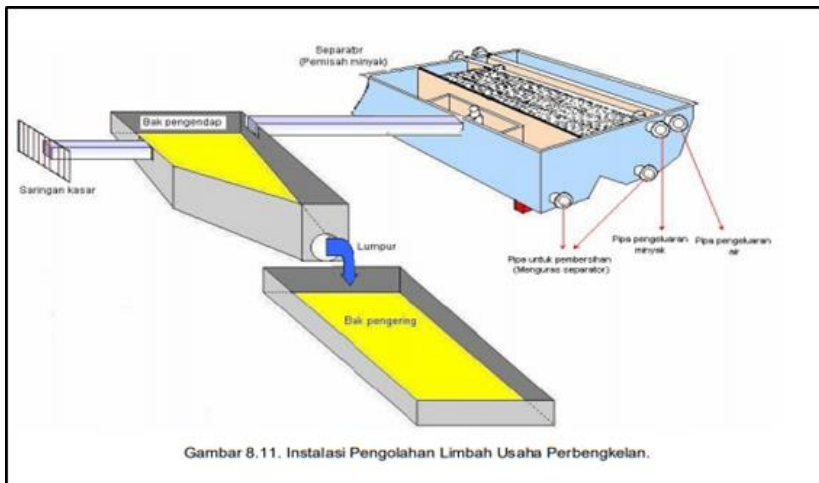 Separator
(Pemisah minyak)
Bak pengendap
Saringan kasar
Lumpur
Pipa untuk pembersihan
(Menguras separator)
Pipa pengeluaran
minyak
Pipa pengeluaran
air
Bak pengering
Gambar 8.11. Instalasi Pengolahan Limbah Usaha Perbengkelan.